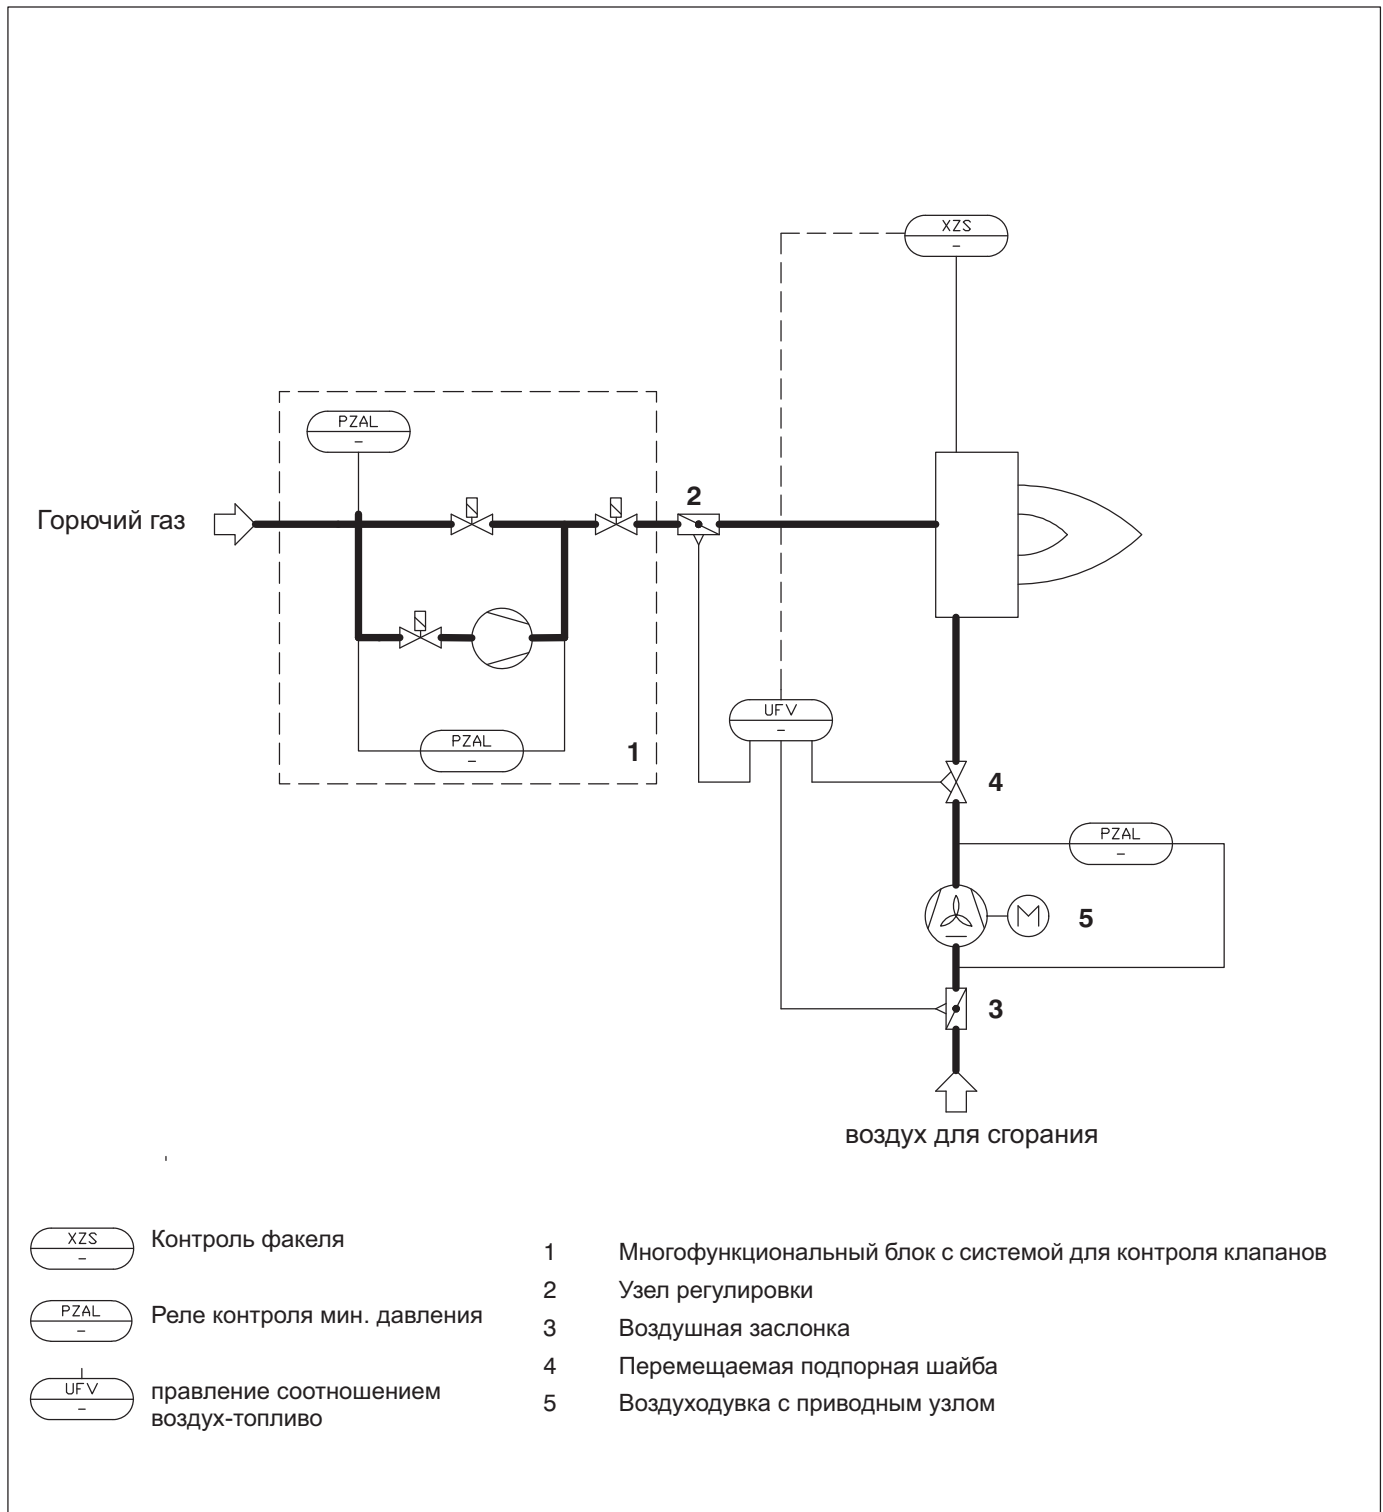 XZS
–
PZAL
–
Горючий газ
2
UFV
–
PZAL
–
1
4
PZAL
–
M
5
3
воздух для сгорания
XZS
–
Контроль факеля
PZAL
–
Реле контроля мин. давления
UFV
–
правление соотношением
воздух-топливо
1 Многофункциональный блок с системой для контроля клапанов
2 Узел регулировки
3 Воздушная заслонка
4 Перемещаемая подпорная шайба
5 Воздуходувка с приводным узлом